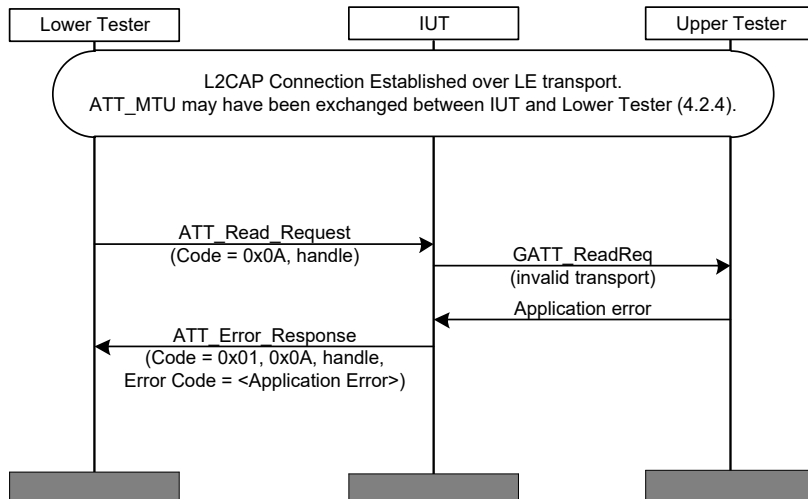 Lower Tester
IUT
Upper Tester
L2CAP Connection Established over LE transport.
ATT_MTU may have been exchanged between IUT and Lower Tester (4.2.4).
ATT_Read_Request
(Code = 0x0A, handle)
GATT_ReadReq
(invalid transport)
Application error
ATT_Error_Response
(Code = 0x01, 0x0A, handle,
Error Code = <Application Error>)